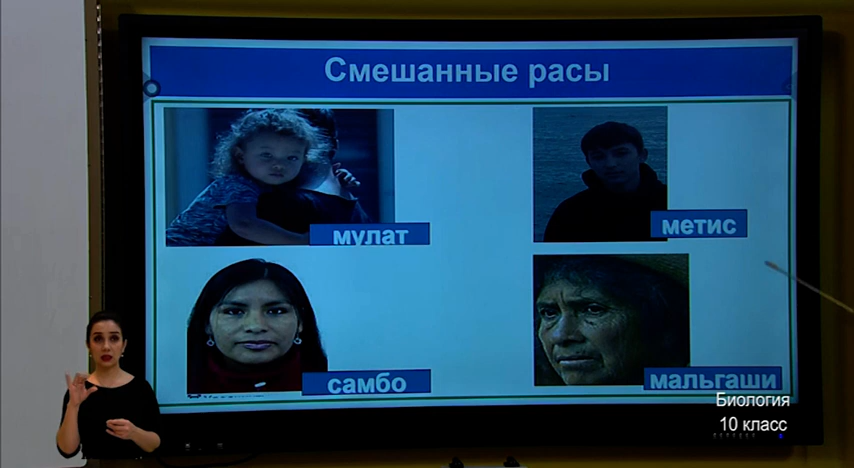 Смешанные расы
мулат
метис
самбо
мальгаши
Биология
10 класс